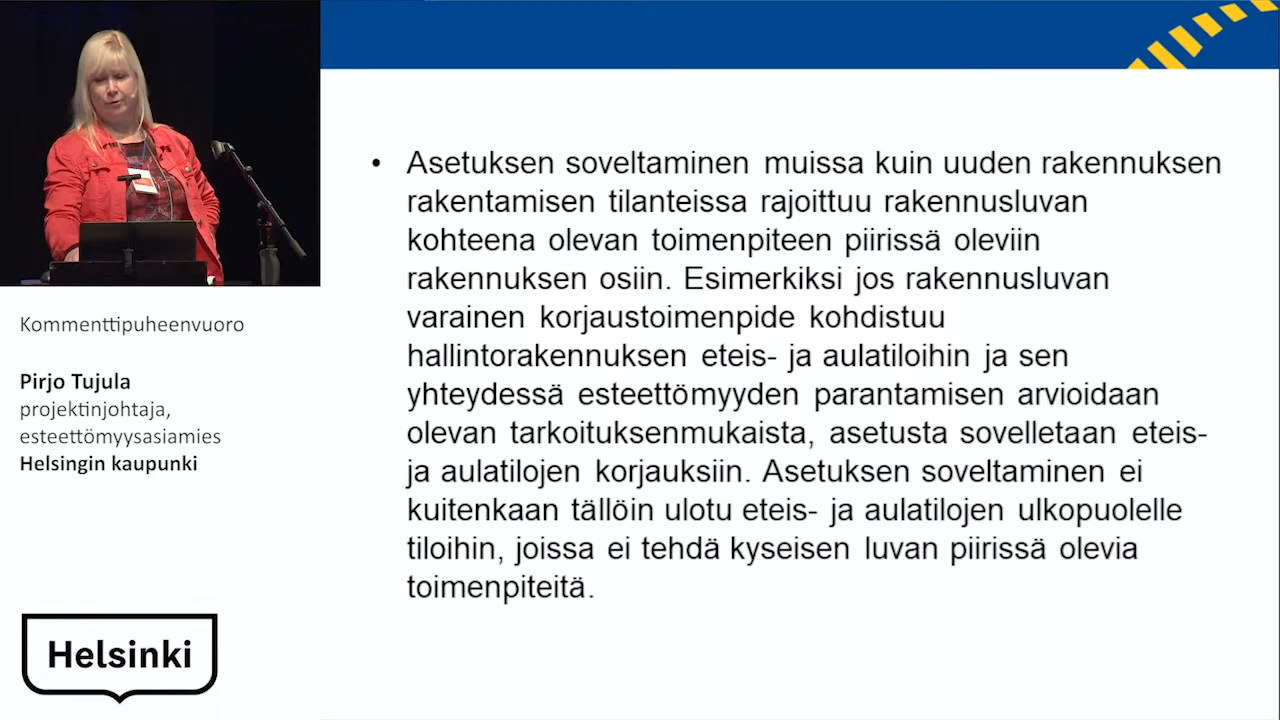 Kommenttipuheenvuoro
Pirjo Tujula
projektinjohtaja,
esteettömyysasiamies
Helsingin kaupunki
Helsinki
• Asetuksen soveltaminen muissa kuin uuden rakennuksen
rakentamisen tilanteissa rajoittuu rakennusluvan
kohteena olevan toimenpiteen piirissä oleviin
rakennuksen osiin. Esimerkiksi jos rakennusluvan
varainen korjaustoimenpide kohdistuu
hallintorakennuksen eteis- ja aulatiloihin ja sen
yhteydessä esteettömyyden parantamisen arvioidaan
olevan tarkoituksenmukaista, asetusta sovelletaan eteis-
ja aulatilojen korjauksiin. Asetuksen soveltaminen ei
kuitenkaan tällöin ulotu eteis- ja aulatilojen ulkopuolelle
tiloihin, joissa ei tehdä kyseisen luvan piirissä olevia
toimenpiteitä.